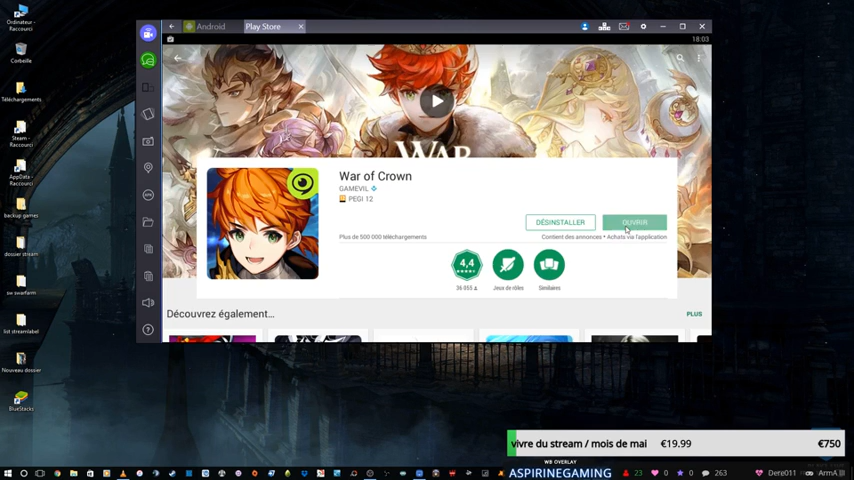 Ordinateur -
Raccourci
Corbeille
Téléchargements
Steam -
Raccourci
AppData -
Raccourci
backup games
dossier stream
sw swarfarm
list streamlabel
Nouveau dossier
BlueStacks
Android
Play Store
18:03
WAR
War of Crown
GAMEVIL
PEGI 12
DÉSINSTALLER
OUVRIR
Plus de 500 000 téléchargements
Contient des annonces • Achats via l'application
4,4
36 055
Jeux de rôles
Similaires
Découvrez également...
PLUS
vivre du stream / mois de mai €19.99 €750
WB OVERLAY
ASPIRINEGAMING
23 0 0 263 Dere011 ArmA